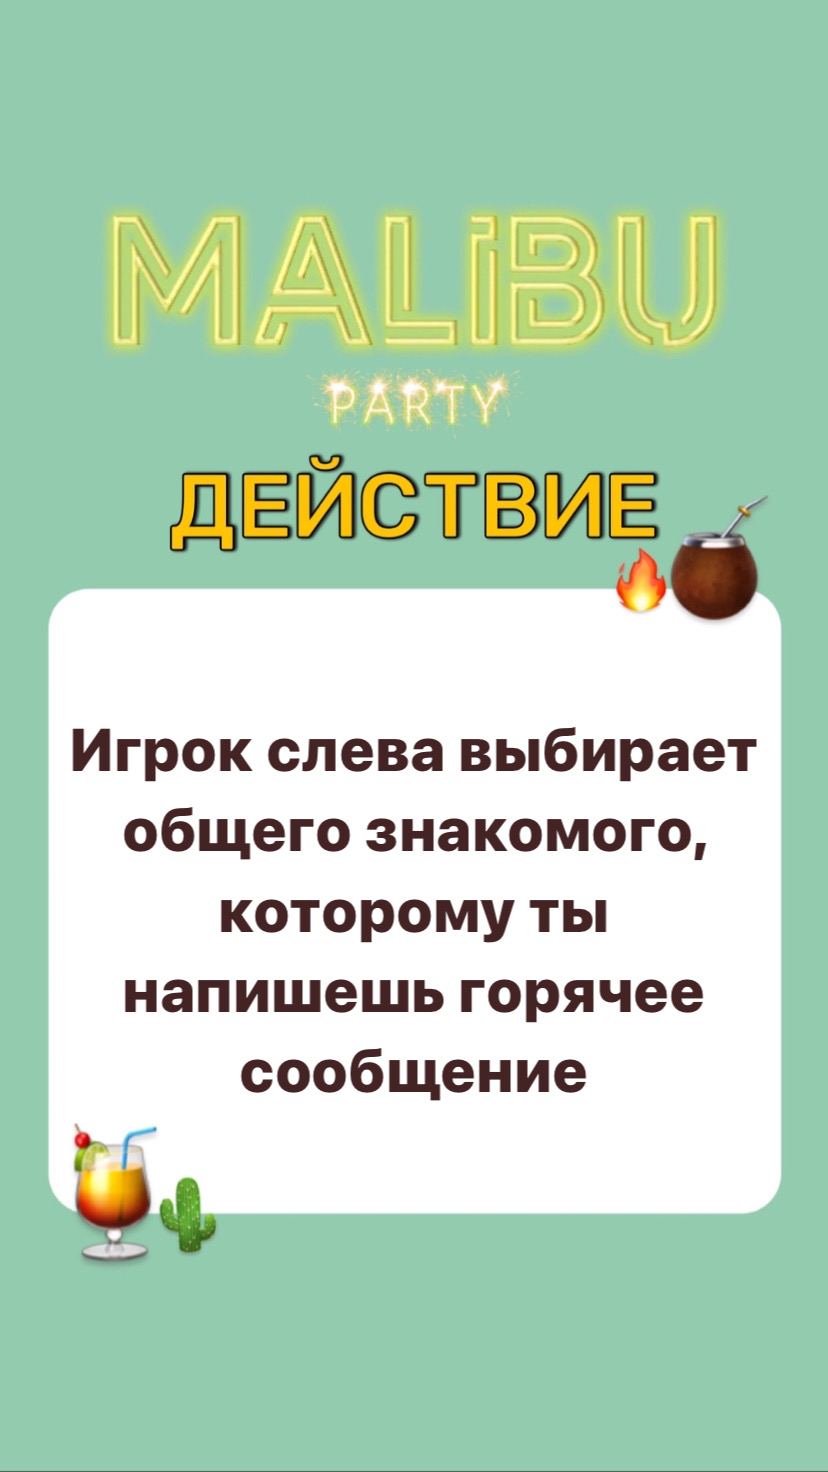 MALIBU
PARTY
ДЕЙСТВИЕ
Игрок слева выбирает
общего знакомого,
которому ты
напишешь горячее
сообщение